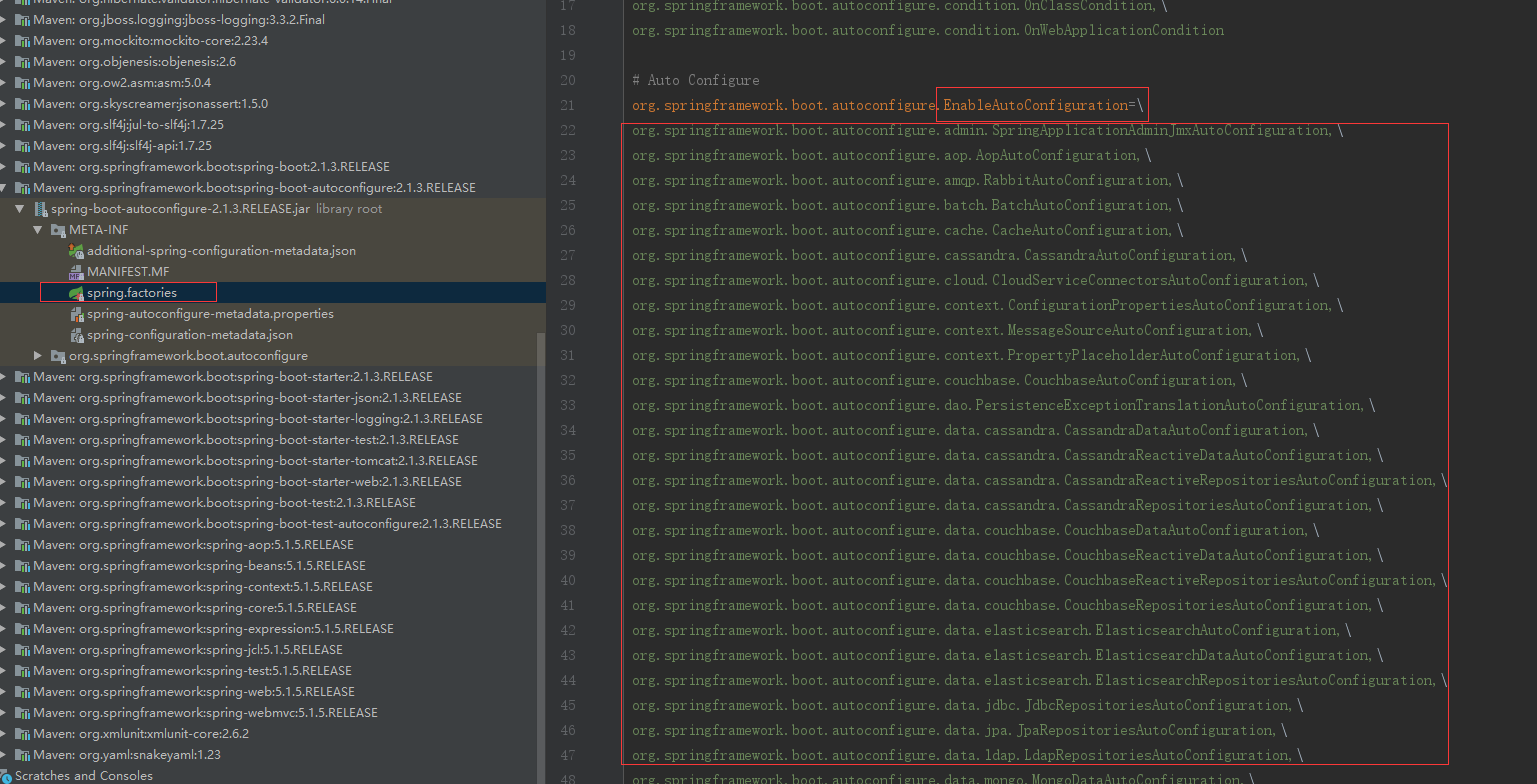 Maven: org.hibernate.validator:hibernate-validator:6.0.14.Final
Maven: org.jboss.logging:jboss-logging:3.3.2.Final
Maven: org.mockito:mockito-core:2.23.4
Maven: org.objenesis:objenesis:2.6
Maven: org.ow2.asm:asm:5.0.4
Maven: org.skyscreamer:jsonassert:1.5.0
Maven: org.slf4j:jul-to-slf4j:1.7.25
Maven: org.slf4j:slf4j-api:1.7.25
Maven: org.springframework.boot:spring-boot:2.1.3.RELEASE
Maven: org.springframework.boot:spring-boot-autoconfigure:2.1.3.RELEASE
spring-boot-autoconfigure-2.1.3.RELEASE.jar library root
META-INF
additional-spring-configuration-metadata.json
MANIFEST.MF
spring.factories
spring-autoconfigure-metadata.properties
spring-configuration-metadata.json
org.springframework.boot.autoconfigure
Maven: org.springframework.boot:spring-boot-starter:2.1.3.RELEASE
Maven: org.springframework.boot:spring-boot-starter-json:2.1.3.RELEASE
Maven: org.springframework.boot:spring-boot-starter-logging:2.1.3.RELEASE
Maven: org.springframework.boot:spring-boot-starter-test:2.1.3.RELEASE
Maven: org.springframework.boot:spring-boot-starter-tomcat:2.1.3.RELEASE
Maven: org.springframework.boot:spring-boot-starter-web:2.1.3.RELEASE
Maven: org.springframework.boot:spring-boot-test:2.1.3.RELEASE
Maven: org.springframework.boot:spring-boot-test-autoconfigure:2.1.3.RELEASE
Maven: org.springframework:spring-aop:5.1.5.RELEASE
Maven: org.springframework:spring-beans:5.1.5.RELEASE
Maven: org.springframework:spring-context:5.1.5.RELEASE
Maven: org.springframework:spring-core:5.1.5.RELEASE
Maven: org.springframework:spring-expression:5.1.5.RELEASE
Maven: org.springframework:spring-jcl:5.1.5.RELEASE
Maven: org.springframework:spring-test:5.1.5.RELEASE
Maven: org.springframework:spring-web:5.1.5.RELEASE
Maven: org.springframework:spring-webmvc:5.1.5.RELEASE
Maven: org.xmlunit:xmlunit-core:2.6.2
Maven: org.yaml:snakeyaml:1.23
Scratches and Consoles
17 org.springframework.boot.autoconfigure.condition.OnClassCondition,\
18 org.springframework.boot.autoconfigure.condition.OnWebApplicationCondition
19
20 # Auto Configure
21 org.springframework.boot.autoconfigure.EnableAutoConfiguration=\
22 org.springframework.boot.autoconfigure.admin.SpringApplicationAdminJmxAutoConfiguration,\
23 org.springframework.boot.autoconfigure.aop.AopAutoConfiguration,\
24 org.springframework.boot.autoconfigure.amqp.RabbitAutoConfiguration,\
25 org.springframework.boot.autoconfigure.batch.BatchAutoConfiguration,\
26 org.springframework.boot.autoconfigure.cache.CacheAutoConfiguration,\
27 org.springframework.boot.autoconfigure.cassandra.CassandraAutoConfiguration,\
28 org.springframework.boot.autoconfigure.cloud.CloudServiceConnectorsAutoConfiguration,\
29 org.springframework.boot.autoconfigure.context.ConfigurationPropertiesAutoConfiguration,\
30 org.springframework.boot.autoconfigure.context.MessageSourceAutoConfiguration,\
31 org.springframework.boot.autoconfigure.context.PropertyPlaceholderAutoConfiguration,\
32 org.springframework.boot.autoconfigure.couchbase.CouchbaseAutoConfiguration,\
33 org.springframework.boot.autoconfigure.dao.PersistenceExceptionTranslationAutoConfiguration,\
34 org.springframework.boot.autoconfigure.data.cassandra.CassandraDataAutoConfiguration,\
35 org.springframework.boot.autoconfigure.data.cassandra.CassandraReactiveDataAutoConfiguration,\
36 org.springframework.boot.autoconfigure.data.cassandra.CassandraReactiveRepositoriesAutoConfiguration,\
37 org.springframework.boot.autoconfigure.data.cassandra.CassandraRepositoriesAutoConfiguration,\
38 org.springframework.boot.autoconfigure.data.couchbase.CouchbaseDataAutoConfiguration,\
39 org.springframework.boot.autoconfigure.data.couchbase.CouchbaseReactiveDataAutoConfiguration,\
40 org.springframework.boot.autoconfigure.data.couchbase.CouchbaseReactiveRepositoriesAutoConfiguration,\
41 org.springframework.boot.autoconfigure.data.couchbase.CouchbaseRepositoriesAutoConfiguration,\
42 org.springframework.boot.autoconfigure.data.elasticsearch.ElasticsearchAutoConfiguration,\
43 org.springframework.boot.autoconfigure.data.elasticsearch.ElasticsearchDataAutoConfiguration,\
44 org.springframework.boot.autoconfigure.data.elasticsearch.ElasticsearchRepositoriesAutoConfiguration,\
45 org.springframework.boot.autoconfigure.data.jdbc.JdbcRepositoriesAutoConfiguration,\
46 org.springframework.boot.autoconfigure.data.jpa.JpaRepositoriesAutoConfiguration,\
47 org.springframework.boot.autoconfigure.data.ldap.LdapRepositoriesAutoConfiguration,\
48 org.springframework.boot.autoconfigure.data.mongo.MongoDataAutoConfiguration,\